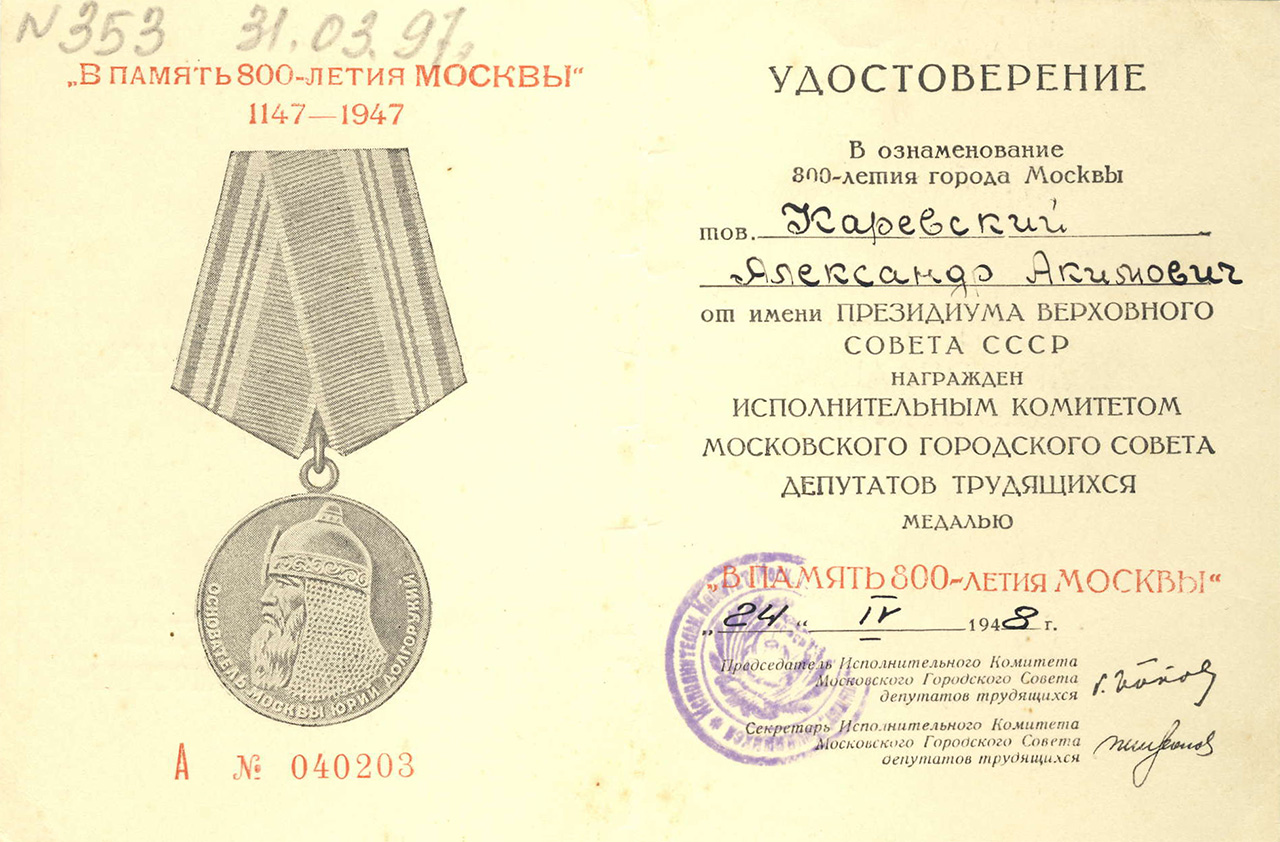 N 353 31.03.97.
„В ПАМЯТЬ 800-ЛЕТИЯ МОСКВЫ“
1147—1947
ОСНОВАТЕЛЬ МОСКВЫ ЮРИЙ ДОЛГОРУКИЙ
А № 040203
УДОСТОВЕРЕНИЕ
В ознаменование
800-летия города Москвы
тов. Каревский
Александр Акимович
от имени ПРЕЗИДИУМА ВЕРХОВНОГО
СОВЕТА СССР
НАГРАЖДЕН
ИСПОЛНИТЕЛЬНЫМ КОМИТЕТОМ
МОСКОВСКОГО ГОРОДСКОГО СОВЕТА
ДЕПУТАТОВ ТРУДЯЩИХСЯ
МЕДАЛЬЮ
„В ПАМЯТЬ 800-ЛЕТИЯ МОСКВЫ“
„24“ IV 1948 г.
Председатель Исполнительного Комитета
Московского Городского Совета
депутатов трудящихся
Секретарь Исполнительного Комитета
Московского Городского Совета
депутатов трудящихся